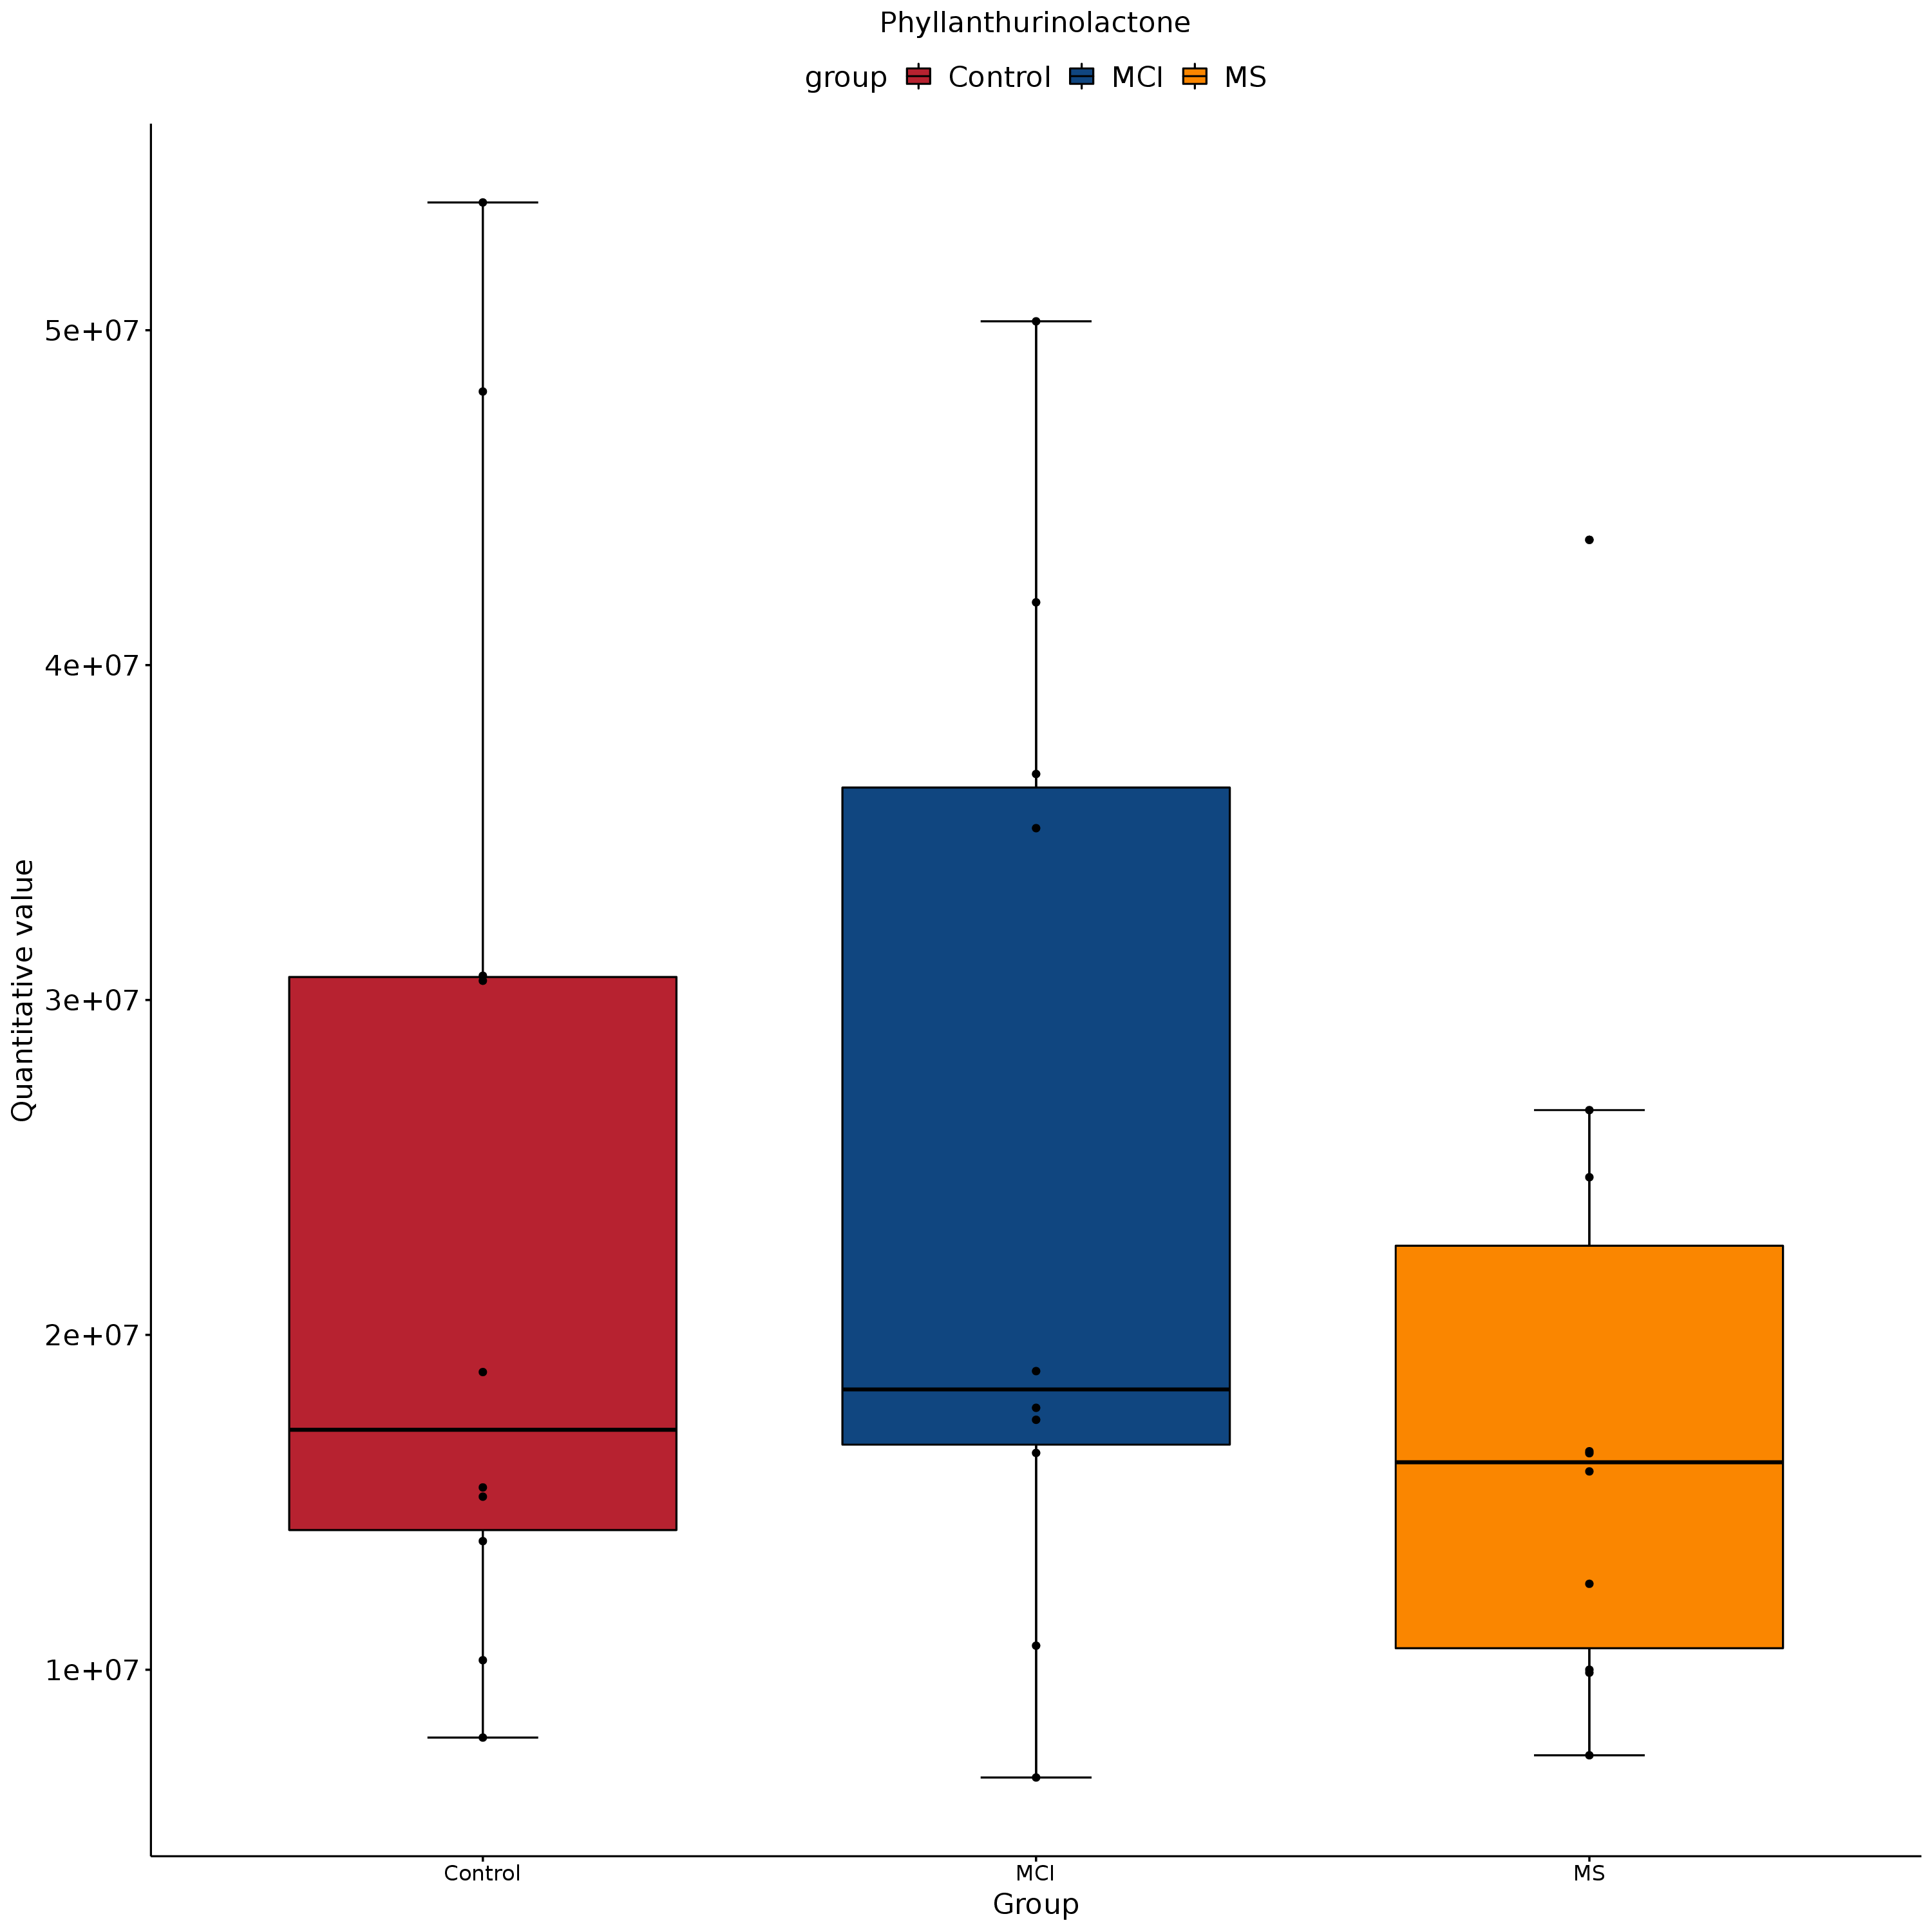 Phyllanthurinolactone
group Control MCI MS
Quantitative value
5e+07
4e+07
3e+07
2e+07
1e+07
Control MCI MS
Group